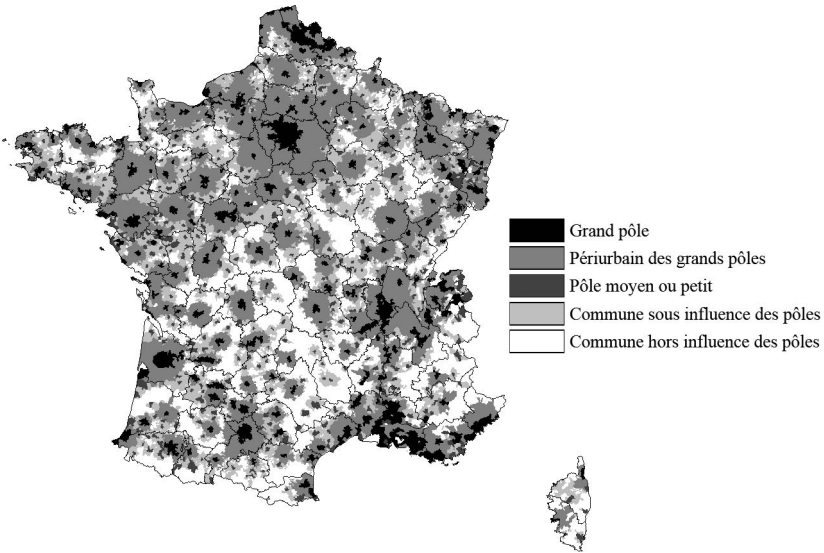 Grand pôle
Périurbain des grands pôles
Pôle moyen ou petit
Commune sous influence des pôles
Commune hors influence des pôles